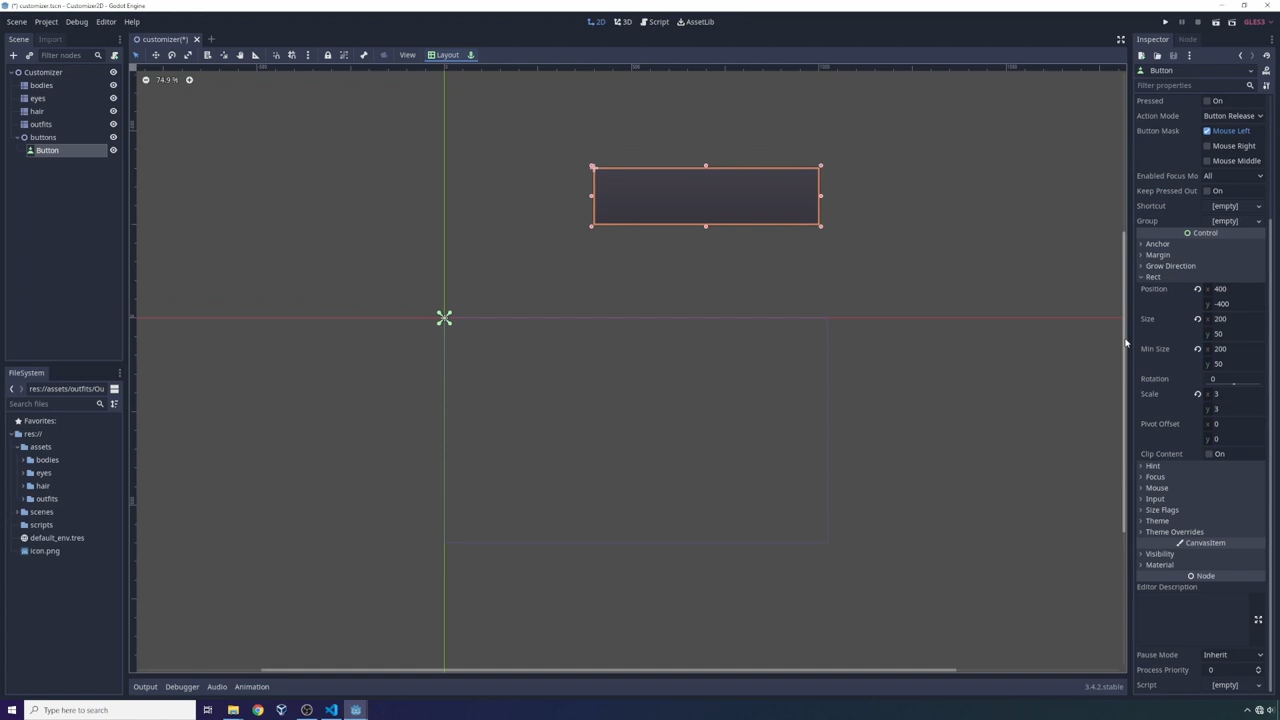 (*) customizer.tscn - Customizer2D - Godot Engine
Scene Project Debug Editor Help
2D 3D Script AssetLib
GLES3
Scene Import
customizer(*)
Inspector Node
Filter nodes
View Layout
Customizer
bodies
eyes
hair
outfits
buttons
Button
74.9 %
Button
Filter properties
Pressed On
Action Mode Button Release
Button Mask Mouse Left
Mouse Right
Mouse Middle
Enabled Focus Mo All
Keep Pressed Out On
Shortcut [empty]
Group [empty]
Control
Anchor
Margin
Grow Direction
Rect
Position x 400
y -400
Size x 200
y 50
Min Size x 200
y 50
Rotation 0
Scale x 3
y 3
Pivot Offset x 0
y 0
Clip Content On
Hint
Focus
Mouse
Input
Size Flags
Theme
Theme Overrides
CanvasItem
Visibility
Material
Node
Editor Description
Pause Mode Inherit
Process Priority 0
Script [empty]
FileSystem
res://assets/outfits/Ou
Search files
Favorites:
res://
assets
bodies
eyes
hair
outfits
scenes
scripts
default_env.tres
icon.png
Output Debugger Audio Animation
3.4.2.stable
Type here to search